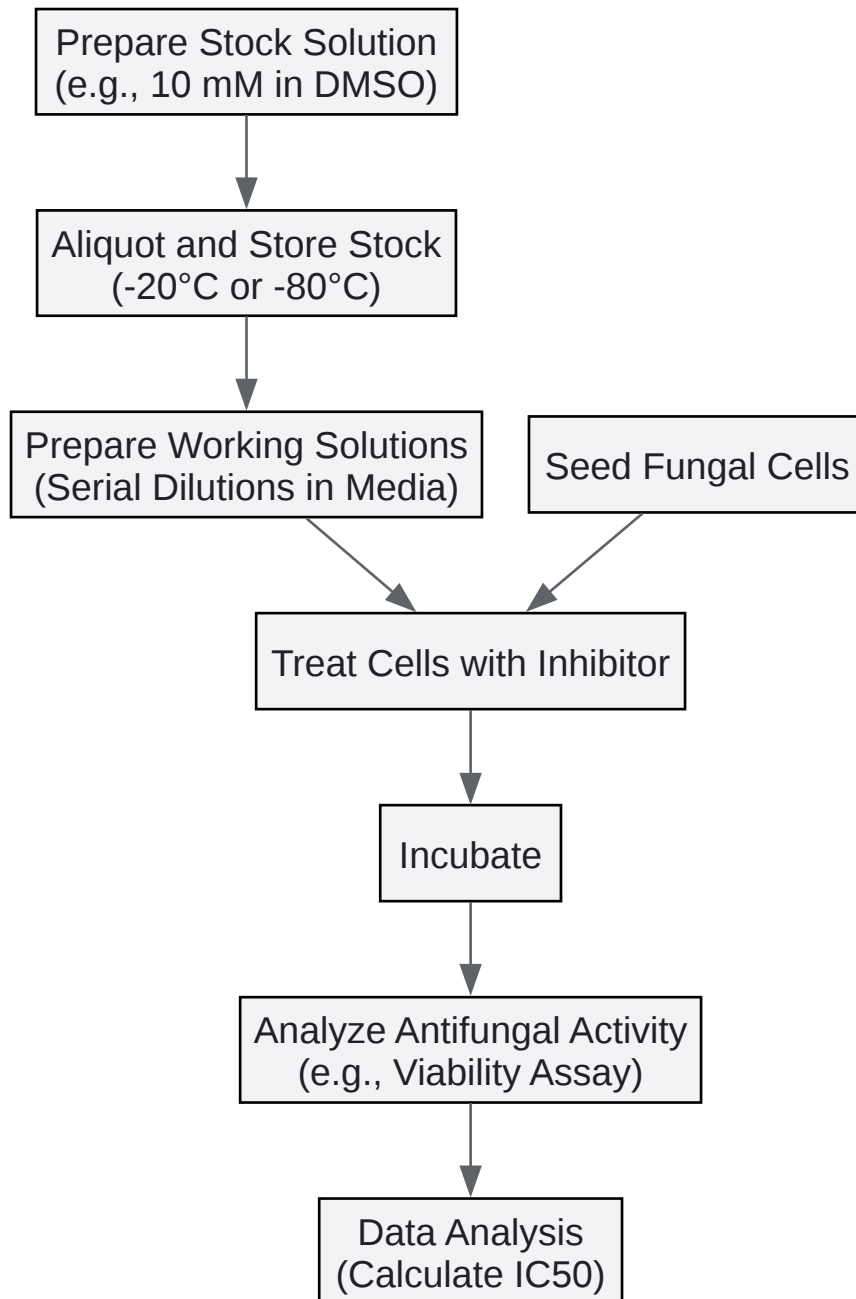 Prepare Stock Solution
(e.g., 10 mM in DMSO)
Aliquot and Store Stock
(-20°C or -80°C)
Prepare Working Solutions
(Serial Dilutions in Media)
Seed Fungal Cells
Treat Cells with Inhibitor
Incubate
Analyze Antifungal Activity
(e.g., Viability Assay)
Data Analysis
(Calculate IC50)